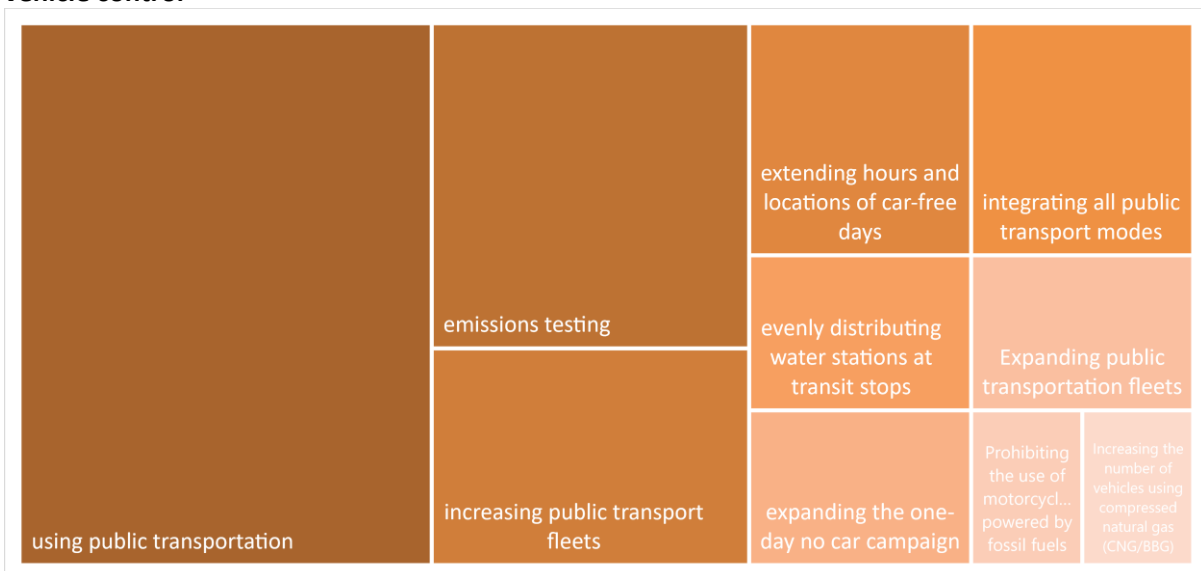 using public transportation
emissions testing
increasing public transport
fleets
extending hours and
locations of car-free
days
integrating all public
transport modes
evenly distributing
water stations at
transit stops
Expanding public
transportation fleets
expanding the one-
day no car campaign
Prohibiting
the use of
motorcycl...
powered by
fossil fuels
Increasing the
number of
vehicles using
compressed
natural gas
(CNG/BBG)